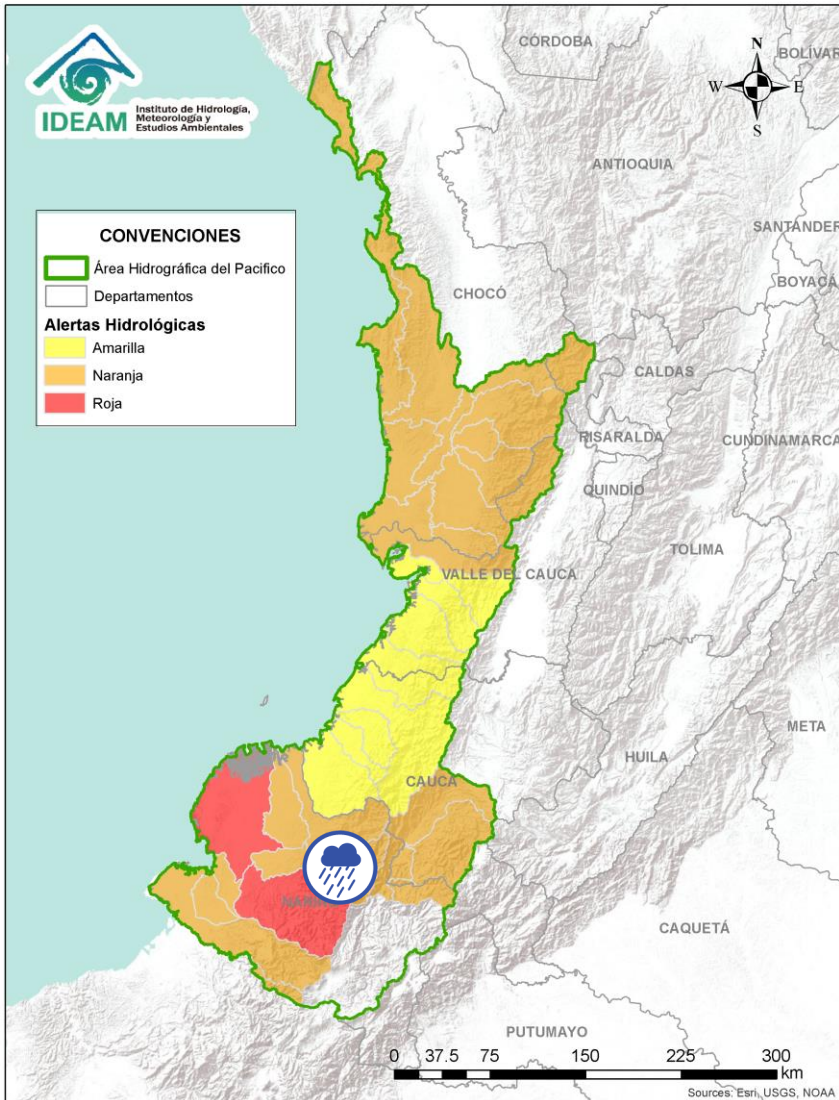 IDEAM
Instituto de Hidrología,
Meteorología y
Estudios Ambientales
CÓRDOBA
BOLÍVAR
N
W
E
S
ANTIOQUIA
SANTANDER
BOYACÁ
CONVENCIONES
Área Hidrográfica del Pacifico
Departamentos
Alertas Hidrológicas
Amarilla
Naranja
Roja
CHOCÓ
CALDAS
RISARALDA
CUNDINAMARCA
QUINDÍO
TOLIMA
VALLE DEL CAUCA
META
HUILA
CAUCA
CAQUETÁ
PUTUMAYO
0 37.5 75 150 225 300
km
Sources: Esri, USGS, NOAA